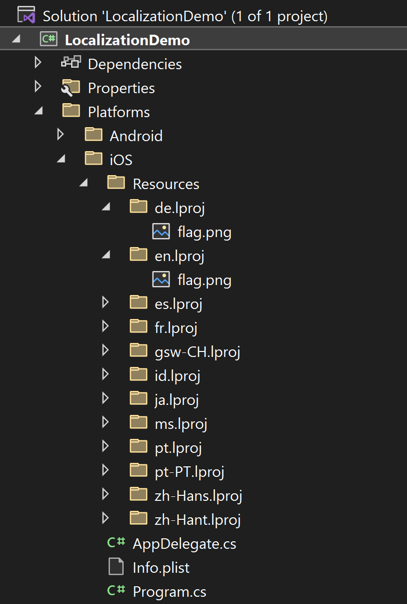 Solution 'LocalizationDemo' (1 of 1 project)
C# LocalizationDemo
Dependencies
Properties
Platforms
Android
iOS
Resources
de.lproj
flag.png
en.lproj
flag.png
es.lproj
fr.lproj
gsw-CH.lproj
id.lproj
ja.lproj
ms.lproj
pt.lproj
pt-PT.lproj
zh-Hans.lproj
zh-Hant.lproj
C# AppDelegate.cs
Info.plist
C# Program.cs